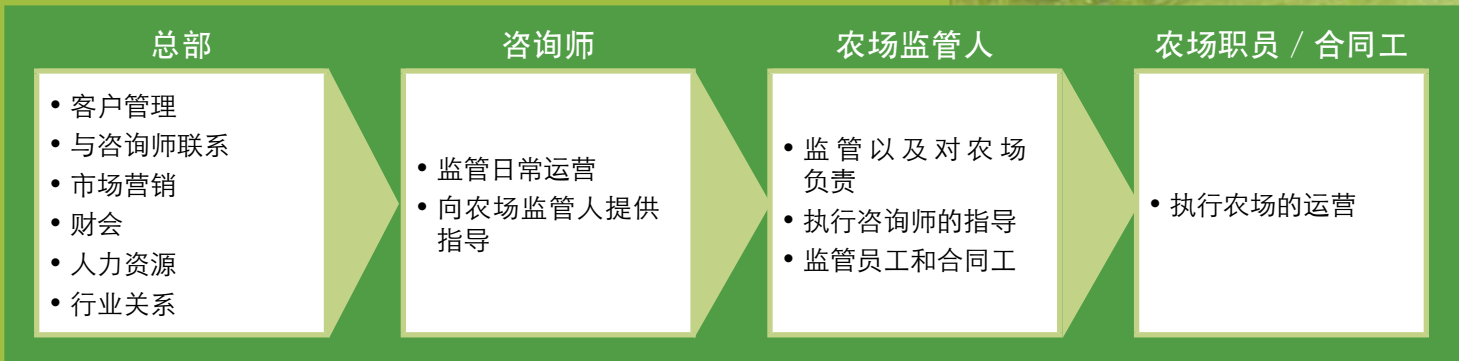 总部
• 客户管理
• 与咨询师联系
• 市场营销
• 财会
• 人力资源
• 行业关系
咨询师
• 监管日常运营
• 向农场监管人提供
指导
农场监管人
• 监管以及对农场
负责
• 执行咨询师的指导
• 监管员工和合同工
农场职员 / 合同工
• 执行农场的运营